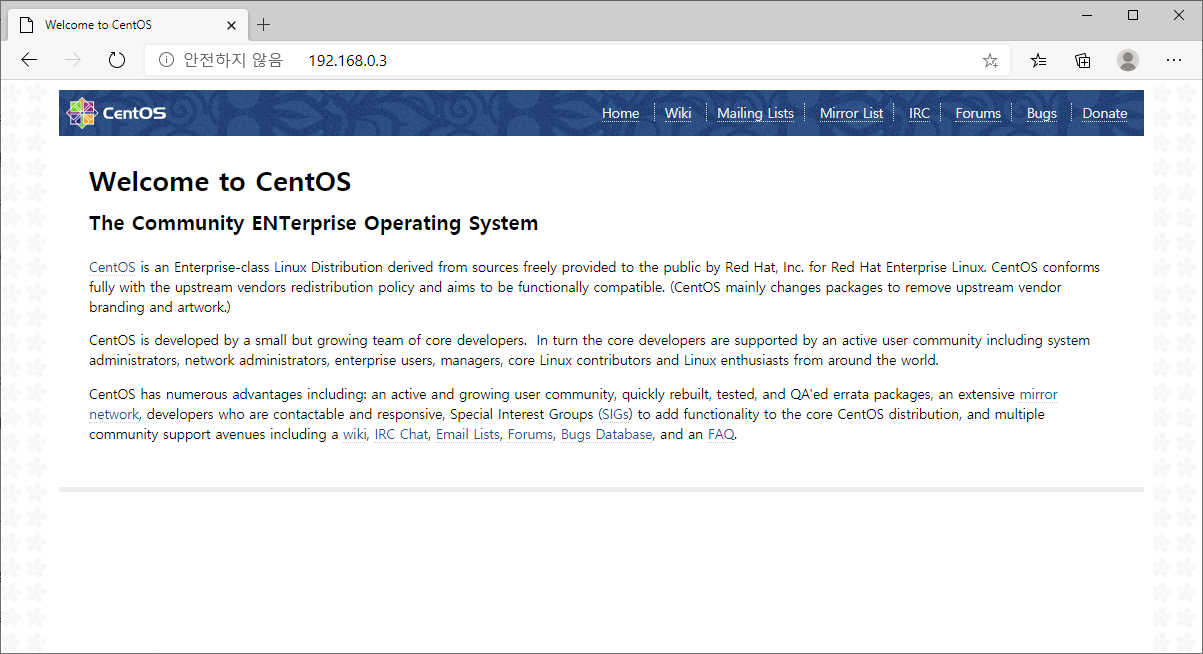 Welcome to CentOS
안전하지 않음 192.168.0.3
CentOS
Home Wiki Mailing Lists Mirror List IRC Forums Bugs Donate
Welcome to CentOS
The Community ENTerprise Operating System
CentOS is an Enterprise-class Linux Distribution derived from sources freely provided to the public by Red Hat, Inc. for Red Hat Enterprise Linux. CentOS conforms
fully with the upstream vendors redistribution policy and aims to be functionally compatible. (CentOS mainly changes packages to remove upstream vendor
branding and artwork.)
CentOS is developed by a small but growing team of core developers.  In turn the core developers are supported by an active user community including system
administrators, network administrators, enterprise users, managers, core Linux contributors and Linux enthusiasts from around the world.
CentOS has numerous advantages including: an active and growing user community, quickly rebuilt, tested, and QA'ed errata packages, an extensive mirror
network, developers who are contactable and responsive, Special Interest Groups (SIGs) to add functionality to the core CentOS distribution, and multiple
community support avenues including a wiki, IRC Chat, Email Lists, Forums, Bugs Database, and an FAQ.